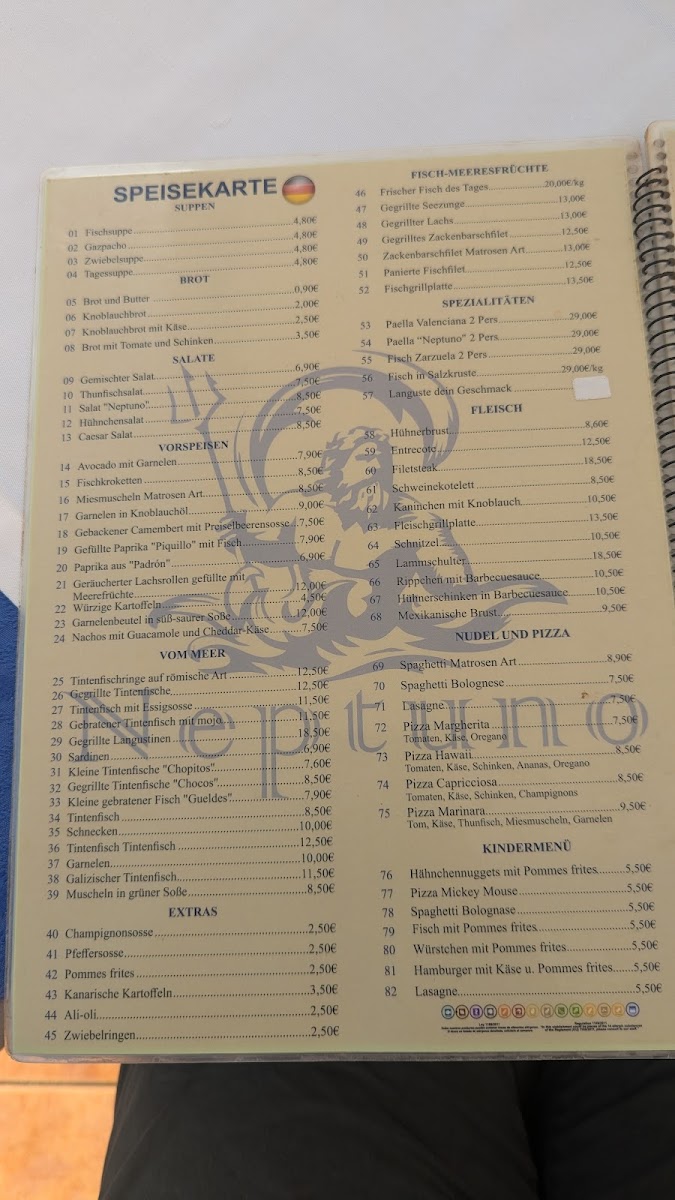 SPEISEKARTE
SUPPEN
01 Fischsuppe 4,80€
02 Gazpacho 4,80€
03 Zwiebelsuppe 4,80€
04 Tagessuppe 4,80€
BROT
05 Brot und Butter 0,90€
06 Knoblauchbrot 2,00€
07 Knoblauchbrot mit Käse 2,50€
08 Brot mit Tomate und Schinken 3,50€
SALATE
09 Gemischter Salat 6,90€
10 Thunfischsalat 7,50€
11 Salat "Neptuno" 8,50€
12 Hühnchensalat 7,50€
13 Caesar Salat 8,50€
VORSPEISEN
14 Avocado mit Garnelen 7,90€
15 Fischkroketten 8,50€
16 Miesmuscheln Matrosen Art 8,50€
17 Garnelen in Knoblauchöl 9,00€
18 Gebackener Camembert mit Preiselbeerensosse 7,50€
19 Gefüllte Paprika "Piquillo" mit Fisch 7,90€
20 Paprika aus "Padrón" 6,90€
21 Geräucherter Lachsrollen gefüllte mit
Meerefrüchte 12,00€
22 Würzige Kartoffeln 4,50€
23 Garnelenbeutel in süß-saurer Soße 12,00€
24 Nachos mit Guacamole und Cheddar-Käse 7,50€
VOM MEER
25 Tintenfischringe auf römische Art 12,50€
26 Gegrillte Tintenfische 12,50€
27 Tintenfisch mit Essigsosse 11,50€
28 Gebratener Tintenfisch mit mojo 11,50€
29 Gegrillte Langustinen 18,50€
30 Sardinen 6,90€
31 Kleine Tintenfische "Chopitos" 7,60€
32 Gegrillte Tintenfische "Chocos" 8,50€
33 Kleine gebratener Fisch "Gueldes" 7,90€
34 Tintenfisch 8,50€
35 Schnecken 10,00€
36 Tintenfisch Tintenfisch 12,50€
37 Garnelen 10,00€
38 Galizischer Tintenfisch 11,50€
39 Muscheln in grüner Soße 8,50€
EXTRAS
40 Champignonsosse 2,50€
41 Pfeffersosse 2,50€
42 Pommes frites 2,50€
43 Kanarische Kartoffeln 3,50€
44 Ali-oli 2,50€
45 Zwiebelringen 2,50€
FISCH-MEERESFRÜCHTE
46 Frischer Fisch des Tages 20,00€/kg
47 Gegrillte Seezunge 13,00€
48 Gegrillter Lachs 13,00€
49 Gegrilltes Zackenbarschfilet 12,50€
50 Zackenbarschfilet Matrosen Art 13,00€
51 Panierte Fischfilet 12,50€
52 Fischgrillplatte 13,50€
SPEZIALITÄTEN
53 Paella Valenciana 2 Pers 29,00€
54 Paella "Neptuno" 2 Pers 29,00€
55 Fisch Zarzuela 2 Pers 29,00€
56 Fisch in Salzkruste 29,00€/kg
57 Languste dein Geschmack
FLEISCH
58 Hühnerbrust 8,60€
59 Entrecote 12,50€
60 Filetsteak 18,50€
61 Schweinekotelett 8,50€
62 Kaninchen mit Knoblauch 10,50€
63 Fleischgrillplatte 13,50€
64 Schnitzel 10,50€
65 Lammschulter 18,50€
66 Rippchen mit Barbecuesauce 10,50€
67 Hühnerschinken in Barbecuesauce 10,50€
68 Mexikanische Brust 9,50€
NUDEL UND PIZZA
69 Spaghetti Matrosen Art 8,90€
70 Spaghetti Bolognese 7,50€
71 Lasagne 7,50€
72 Pizza Margherita 7,50€
Tomaten, Käse, Oregano
73 Pizza Hawaii 8,50€
Tomaten, Käse, Schinken, Ananas, Oregano
74 Pizza Capricciosa 8,50€
Tomaten, Käse, Schinken, Champignons
75 Pizza Marinara 9,50€
Tom, Käse, Thunfisch, Miesmuscheln, Garnelen
KINDERMENÜ
76 Hähnchennuggets mit Pommes frites 5,50€
77 Pizza Mickey Mouse 5,50€
78 Spaghetti Bolognase 5,50€
79 Fisch mit Pommes frites 5,50€
80 Würstchen mit Pommes frites 5,50€
81 Hamburger mit Käse u. Pommes frites 5,50€
82 Lasagne 5,50€
Neptuno